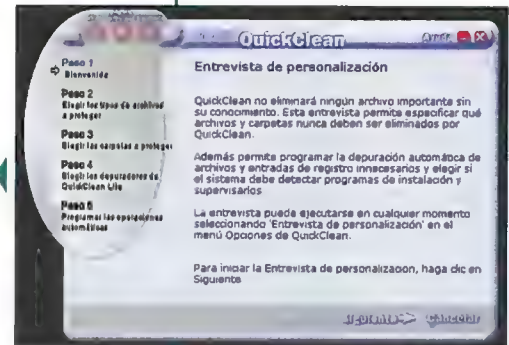 QuickClean
Paso 1
Bienvenida
Paso 2
Elegir los tipos de archivos
a proteger
Paso 3
Elegir las carpetas a proteger
Paso 4
Elegir los depuradores de
QuickClean Lite
Paso 5
Programar las operaciones
automáticas
Entrevista de personalización
QuickClean no eliminará ningún archivo importante sin
su conocimiento. Esta entrevista permite especificar qué
archivos y carpetas nunca deben ser eliminados por
QuickClean.
Además permite programar la depuración automática de
archivos y entradas de registro innecesarios y elegir si
el sistema debe detectar programas de instalación y
supervisarlos
La entrevista puede ejecutarse en cualquier momento
seleccionando 'Entrevista de personalización' en el
menú Opciones de QuickClean.
Para iniciar la Entrevista de personalización, haga clic en
Siguiente
Siguiente> Cancelar